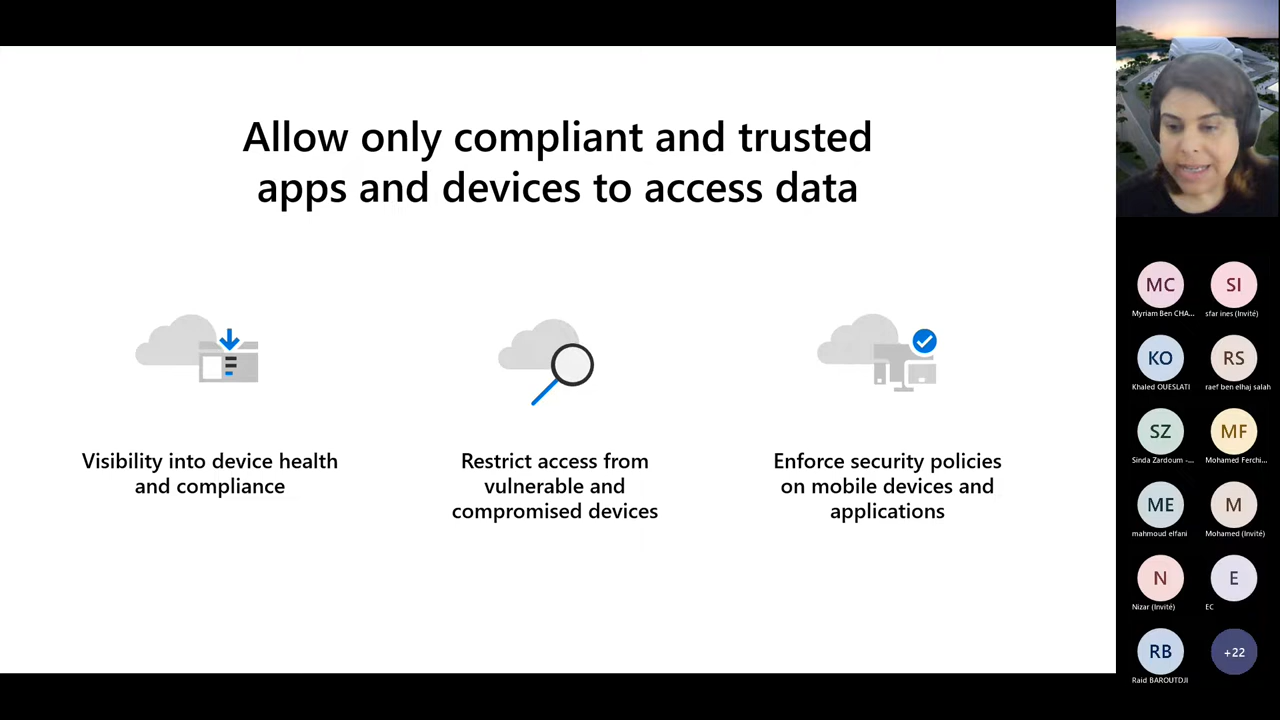 Allow only compliant and trusted
apps and devices to access data
Visibility into device health
and compliance
Restrict access from
vulnerable and
compromised devices
Enforce security policies
on mobile devices and
applications
MC
Myriam Ben CHA...
SI
sfar ines (Invité)
KO
Khaled OUESLATI
RS
raef ben elhaj salah
SZ
Sinda Zardoum -...
MF
Mohamed Ferchi...
ME
mahmoud elfani
M
Mohamed (Invité)
N
Nizar (Invité)
E
EC
RB
Raid BAROUTDJI
+22